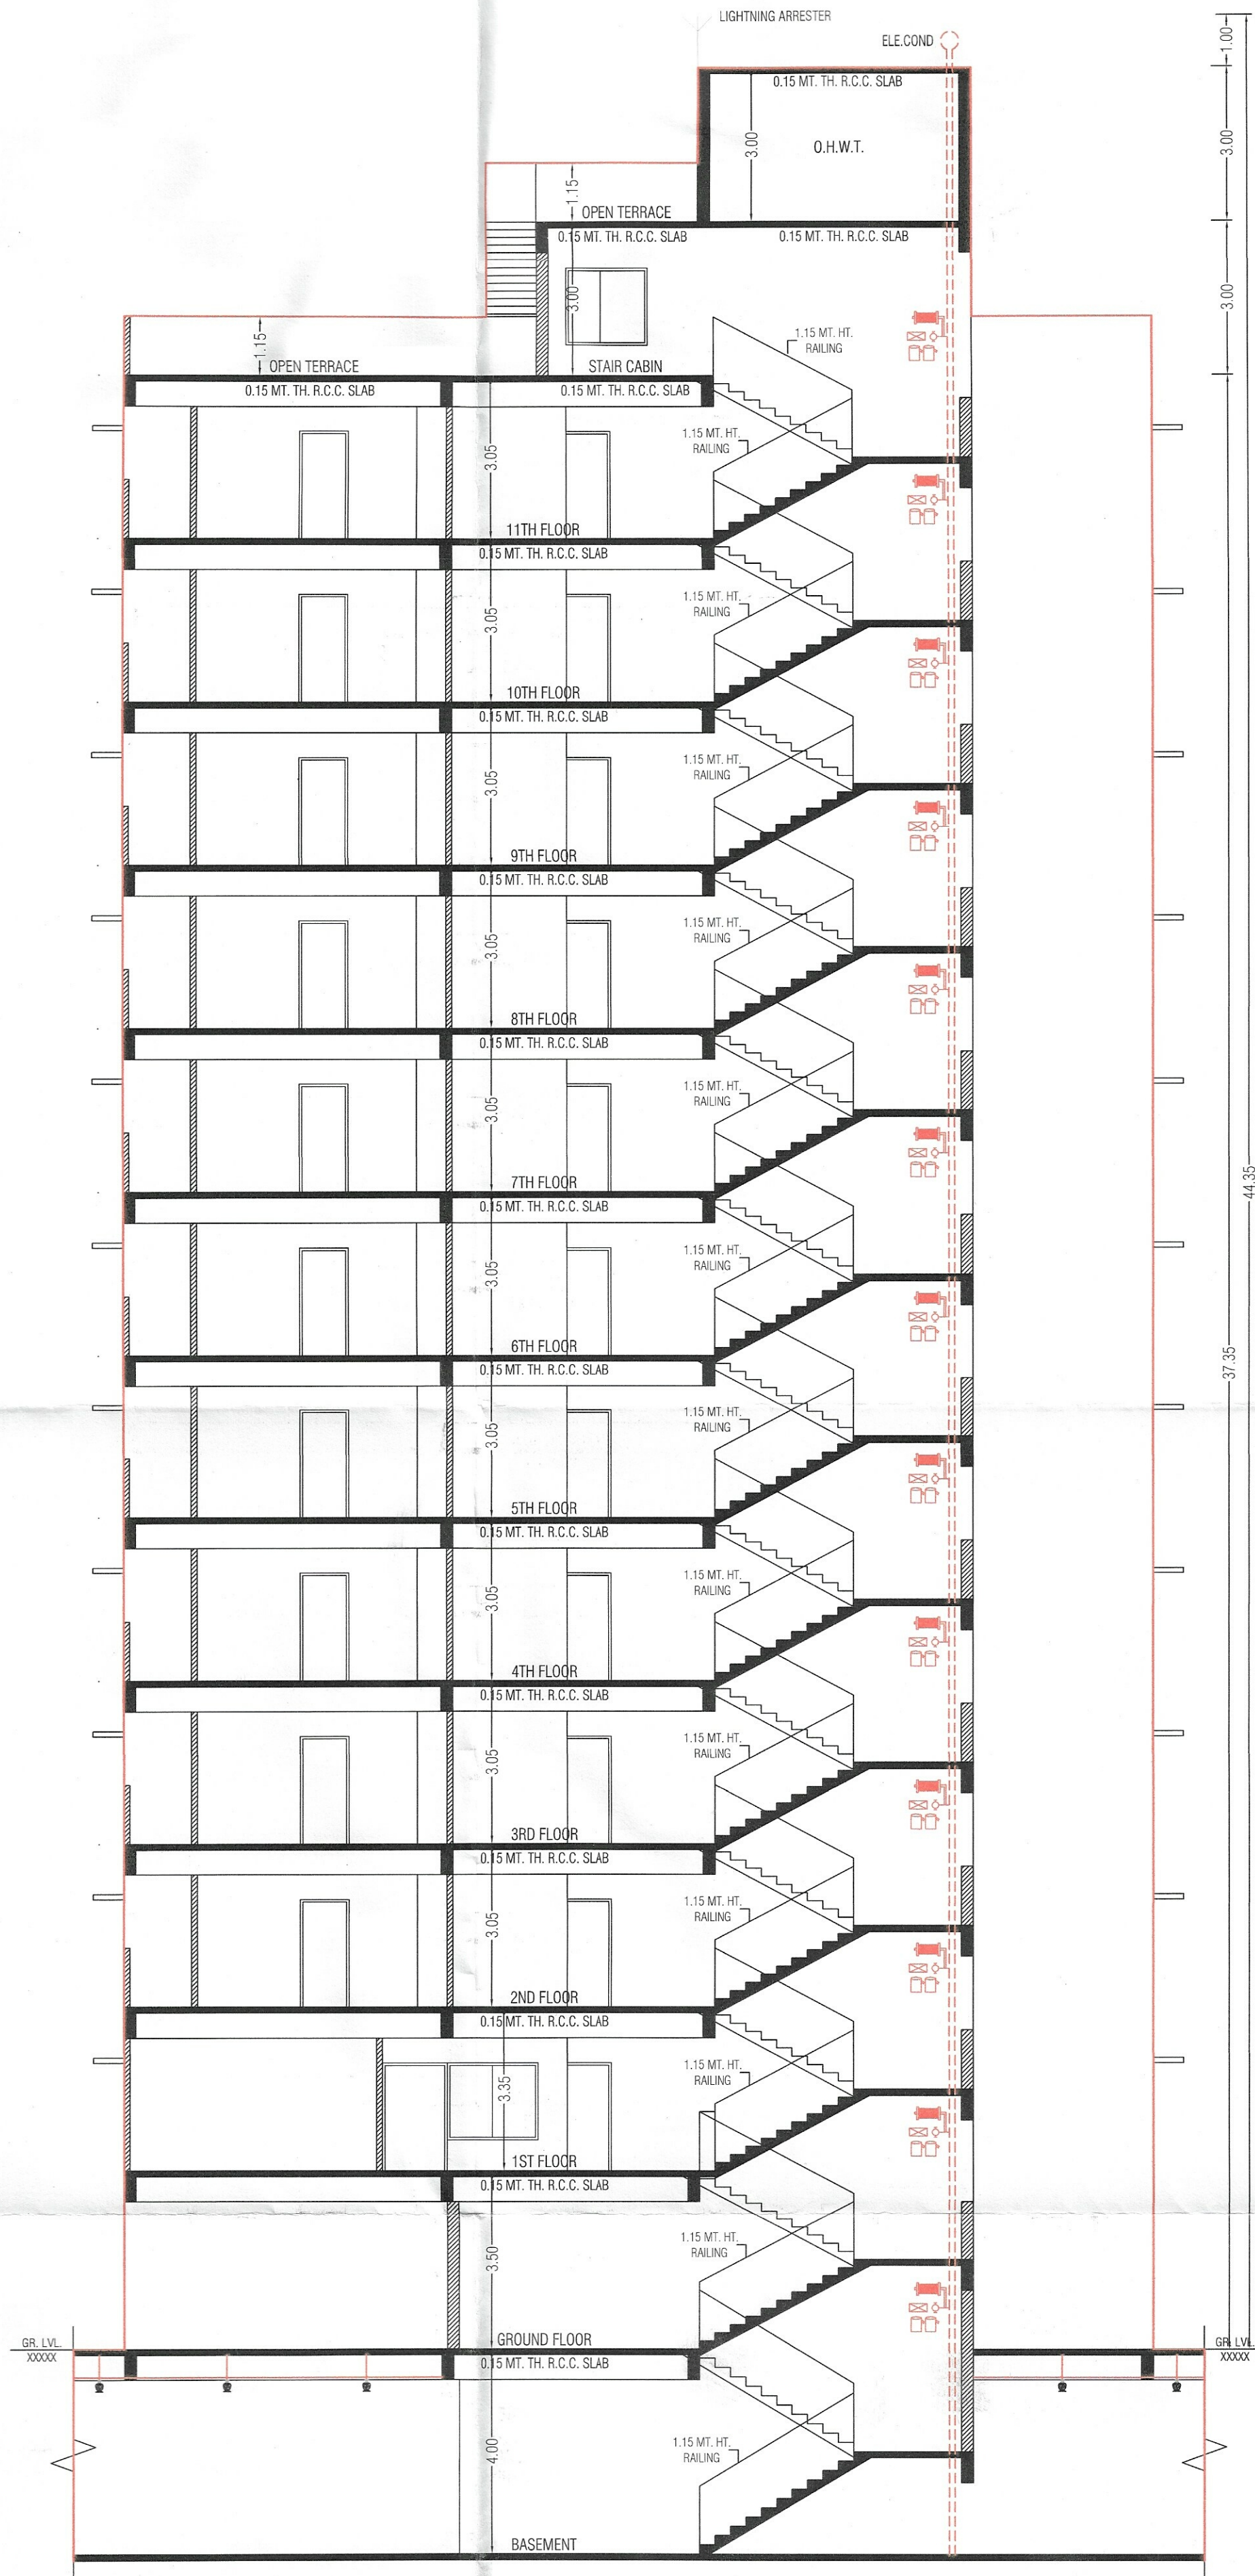 LIGHTNING ARRESTER
ELE.COND
1.00
0.15 MT. TH. R.C.C. SLAB
3.00
O.H.W.T.
3.00
1.15
OPEN TERRACE
0.15 MT. TH. R.C.C. SLAB
0.15 MT. TH. R.C.C. SLAB
3.00
3.00
1.15
1.15 MT. HT.
RAILING
OPEN TERRACE
STAIR CABIN
0.15 MT. TH. R.C.C. SLAB
0.15 MT. TH. R.C.C. SLAB
1.15 MT. HT.
RAILING
3.05
11TH FLOOR
0.15 MT. TH. R.C.C. SLAB
1.15 MT. HT.
RAILING
3.05
10TH FLOOR
0.15 MT. TH. R.C.C. SLAB
1.15 MT. HT.
RAILING
3.05
9TH FLOOR
0.15 MT. TH. R.C.C. SLAB
1.15 MT. HT.
RAILING
3.05
8TH FLOOR
0.15 MT. TH. R.C.C. SLAB
1.15 MT. HT.
RAILING
3.05
7TH FLOOR
44.35
0.15 MT. TH. R.C.C. SLAB
1.15 MT. HT.
RAILING
3.05
6TH FLOOR
37.35
0.15 MT. TH. R.C.C. SLAB
1.15 MT. HT.
RAILING
3.05
5TH FLOOR
0.15 MT. TH. R.C.C. SLAB
1.15 MT. HT.
RAILING
3.05
4TH FLOOR
0.15 MT. TH. R.C.C. SLAB
1.15 MT. HT.
RAILING
3.05
3RD FLOOR
0.15 MT. TH. R.C.C. SLAB
1.15 MT. HT.
RAILING
3.05
2ND FLOOR
0.15 MT. TH. R.C.C. SLAB
1.15 MT. HT.
RAILING
3.35
1ST FLOOR
0.15 MT. TH. R.C.C. SLAB
1.15 MT. HT.
RAILING
3.50
GROUND FLOOR
GR. LVL.
XXXXX
GR. LVL.
XXXXX
0.15 MT. TH. R.C.C. SLAB
1.15 MT. HT.
RAILING
4.00
BASEMENT